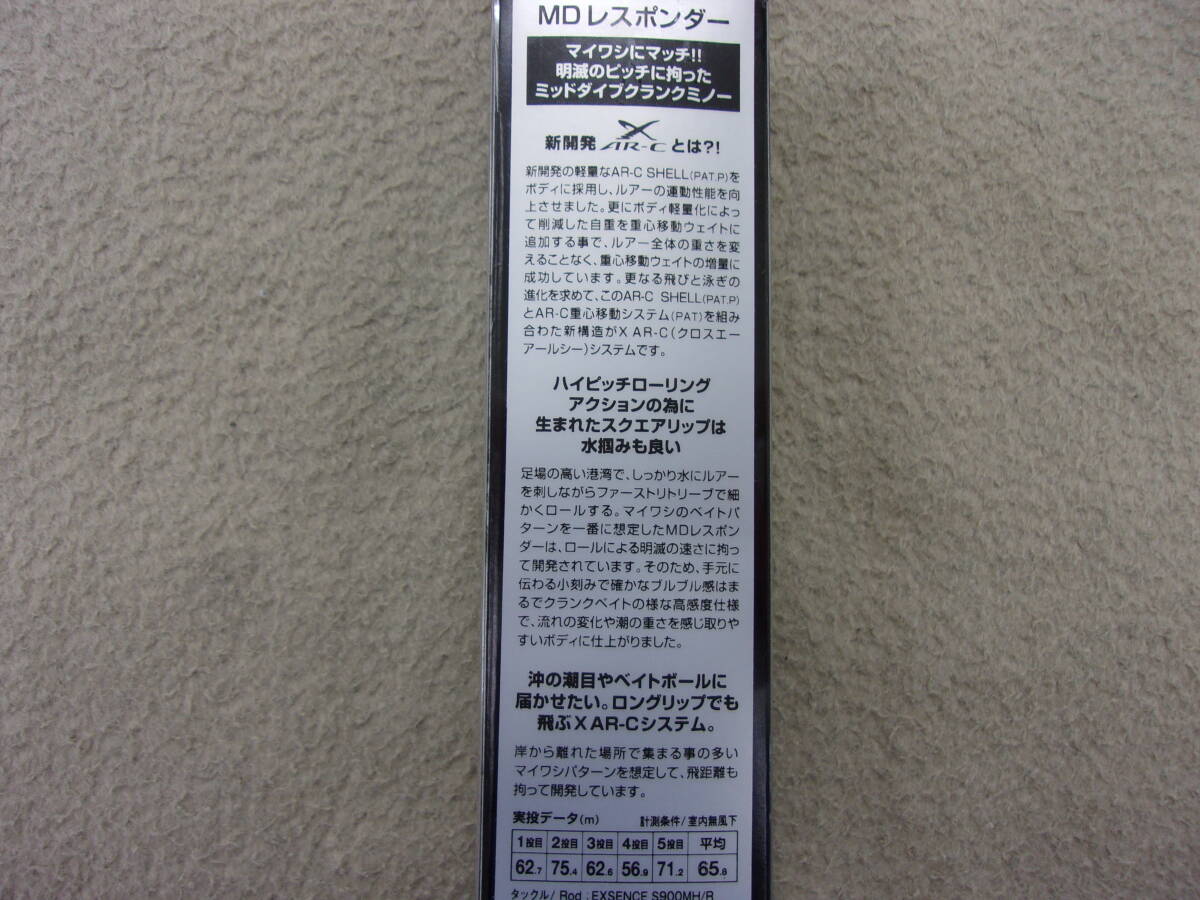 MDレスポンダー
マイワシにマッチ!!
明滅のピッチに拘った
ミッドダイブクランクミノー
新開発 X AR-C とは?!
新開発の軽量なAR-C SHELL(PAT.P)を
ボディに採用し、ルアーの運動性能を向
上させました。更にボディ軽量化によっ
て削減した自重を重心移動ウェイトに
追加する事で、ルアー全体の重さを変
えることなく、重心移動ウェイトの増量に
成功しています。更なる飛びと泳ぎの
進化を求めて、このAR-C SHELL(PAT.P)
とAR-C重心移動システム(PAT)を組み
合わた新構造がX AR-C(クロスエー
アールシー)システムです。
ハイピッチローリング
アクションの為に
生まれたスクエアリップは
水掴みも良い
足場の高い港湾で、しっかり水にルアー
を刺しながらファーストリトリーブで細
かくロールする。マイワシのベイトパ
ターンを一番に想定したMDレスポン
ダーは、ロールによる明滅の速さに拘っ
て開発されています。そのため、手元に
伝わる小刻みで確かなブルブル感はま
るでクランクベイトの様な高感度仕様
で、流れの変化や潮の重さを感じ取りや
すいボディに仕上がりました。
沖の潮目やベイトボールに
届かせたい。ロングリップでも
飛ぶX AR-Cシステム。
岸から離れた場所で集まる事の多い
マイワシパターンを想定して、飛距離も
拘って開発しています。
実投データ(m) 計測条件/室内無風下
1投目 2投目 3投目 4投目 5投目 平均
62.7 75.4 62.6 56.9 71.2 65.8
タックル/ Rod : EXSENCE S900MH/R